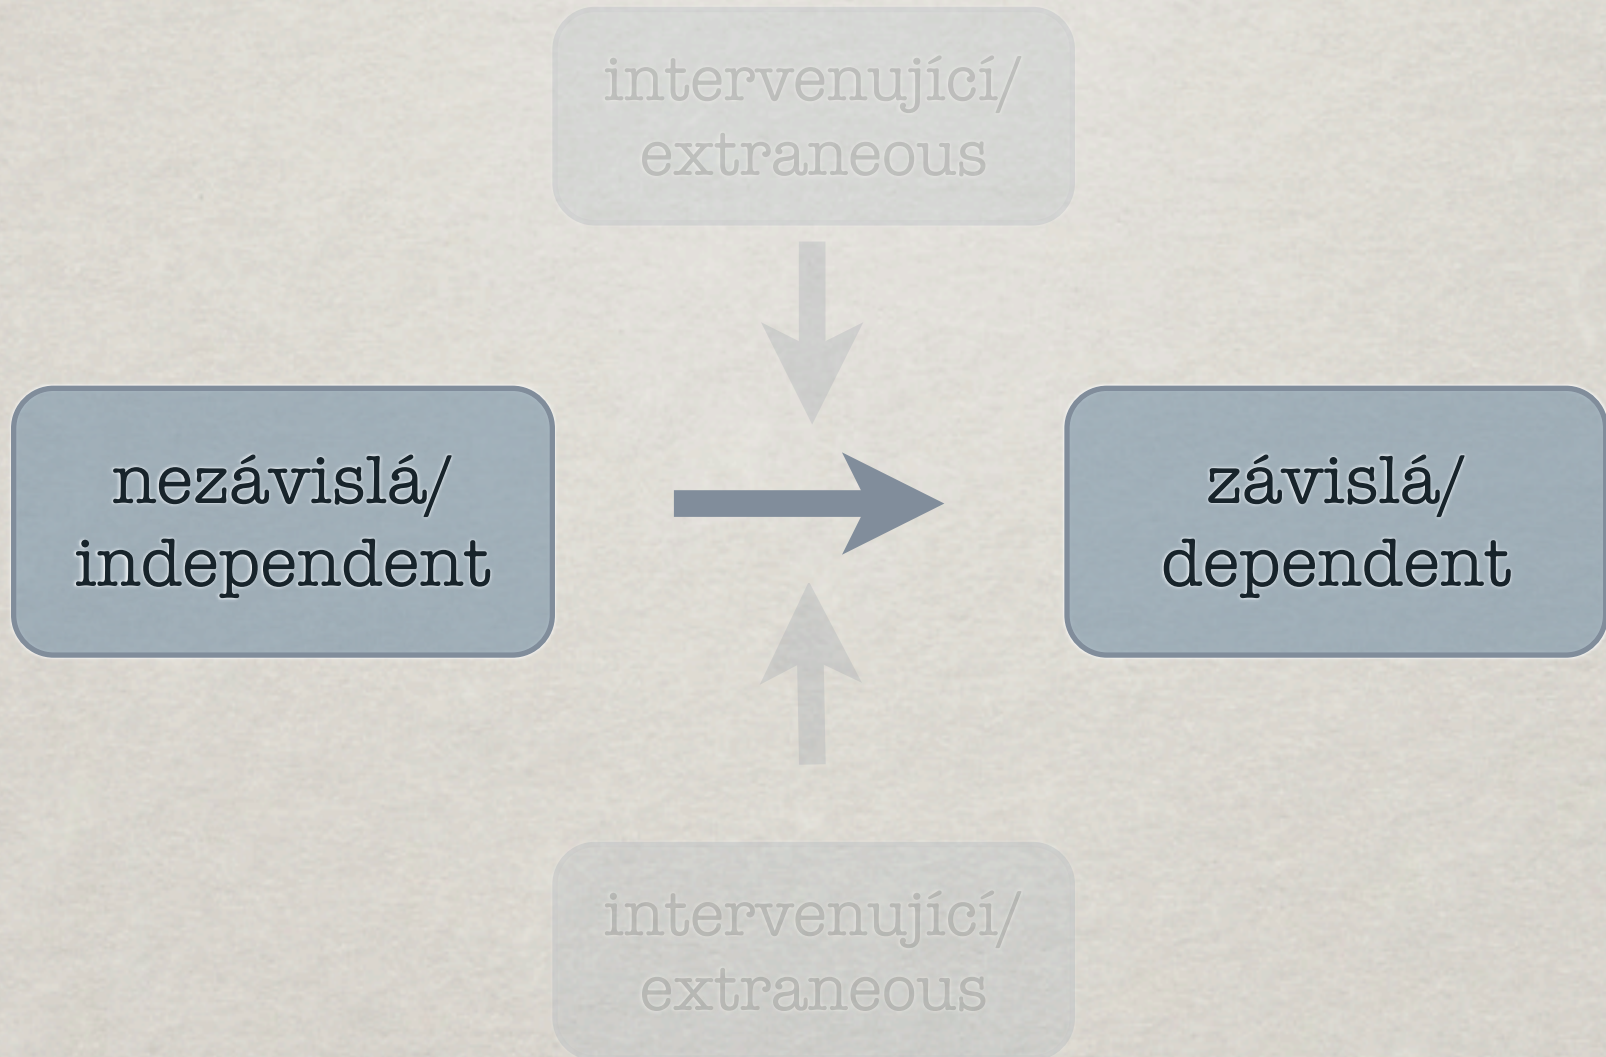 intervenující/
extraneous
nezávislá/
independent
závislá/
dependent
intervenující/
extraneous